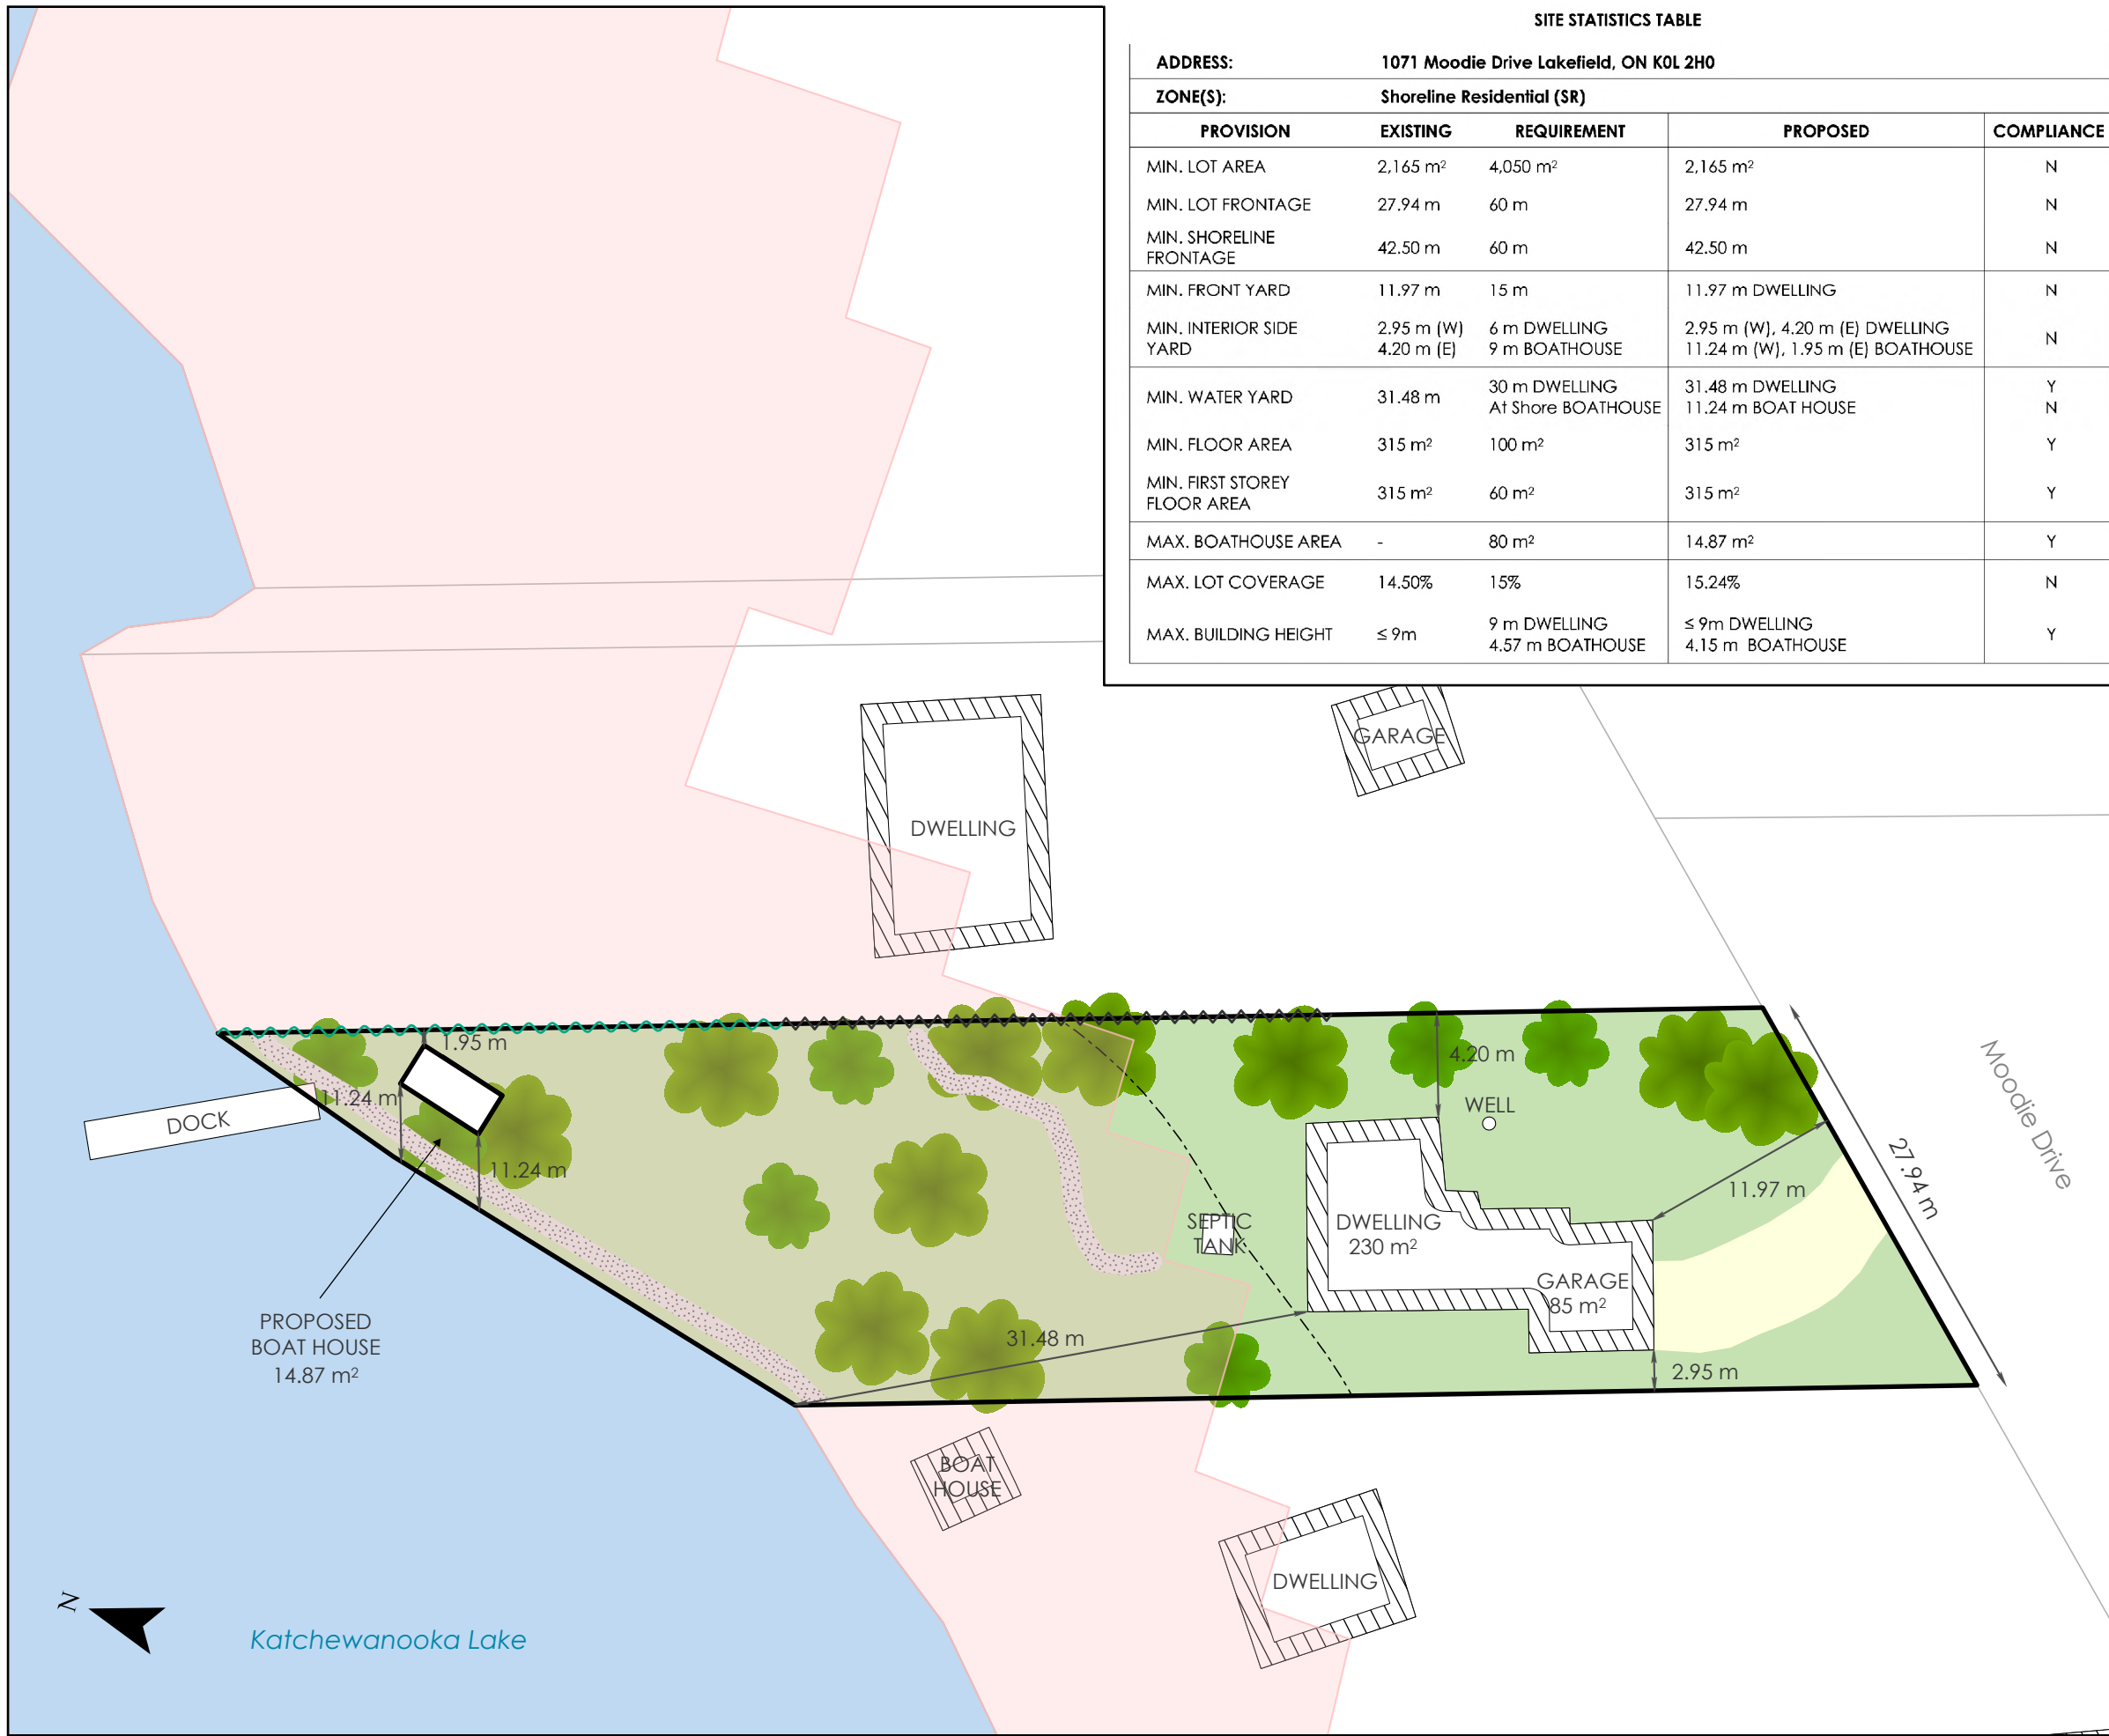 SITE STATISTICS TABLE
ADDRESS: 1071 Moodie Drive Lakefield, ON K0L 2H0
ZONE(S): Shoreline Residential (SR)
PROVISION EXISTING REQUIREMENT PROPOSED COMPLIANCE
MIN. LOT AREA 2,165 m² 4,050 m² 2,165 m² N
MIN. LOT FRONTAGE 27.94 m 60 m 27.94 m N
MIN. SHORELINE
FRONTAGE 42.50 m 60 m 42.50 m N
MIN. FRONT YARD 11.97 m 15 m 11.97 m DWELLING N
MIN. INTERIOR SIDE 2.95 m (W) 6 m DWELLING 2.95 m (W), 4.20 m (E) DWELLING
YARD 4.20 m (E) 9 m BOATHOUSE 11.24 m (W), 1.95 m (E) BOATHOUSE N
MIN. WATER YARD 31.48 m 30 m DWELLING 31.48 m DWELLING Y
At Shore BOATHOUSE 11.24 m BOAT HOUSE N
MIN. FLOOR AREA 315 m² 100 m² 315 m² Y
MIN. FIRST STOREY
FLOOR AREA 315 m² 60 m² 315 m² Y
MAX. BOATHOUSE AREA - 80 m² 14.87 m² Y
MAX. LOT COVERAGE 14.50% 15% 15.24% N
MAX. BUILDING HEIGHT ≤ 9m 9 m DWELLING ≤ 9m DWELLING Y
4.57 m BOATHOUSE 4.15 m BOATHOUSE
GARAGE
DWELLING
1.95 m
4.20 m
11.24 m
DOCK
WELL
11.24 m
11.97 m
27.94 m
Moodie Drive
SEPTIC
TANK
DWELLING
230 m²
GARAGE
85 m²
PROPOSED
BOAT HOUSE
14.87 m²
31.48 m
2.95 m
BOAT
HOUSE
DWELLING
N
Katchewanooka Lake